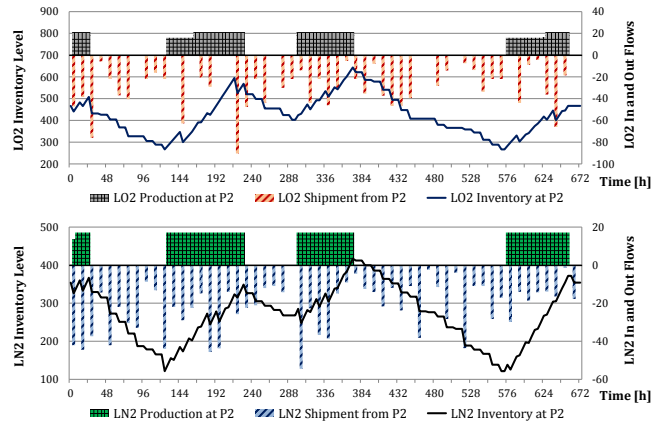 LO2 Inventory Level
900
800
700
600
500
400
300
200
40
20
0
-20
-40
-60
-80
-100
LO2 In and Out Flows
0 48 96 144 192 240 288 336 384 432 480 528 576 624 672
Time [h]
LO2 Production at P2 LO2 Shipment from P2 LO2 Inventory at P2
LN2 Inventory Level
500
400
300
200
100
20
0
-20
-40
-60
LN2 In and Out Flows
0 48 96 144 192 240 288 336 384 432 480 528 576 624 672
Time [h]
LN2 Production at P2 LN2 Shipment from P2 LN2 Inventory at P2